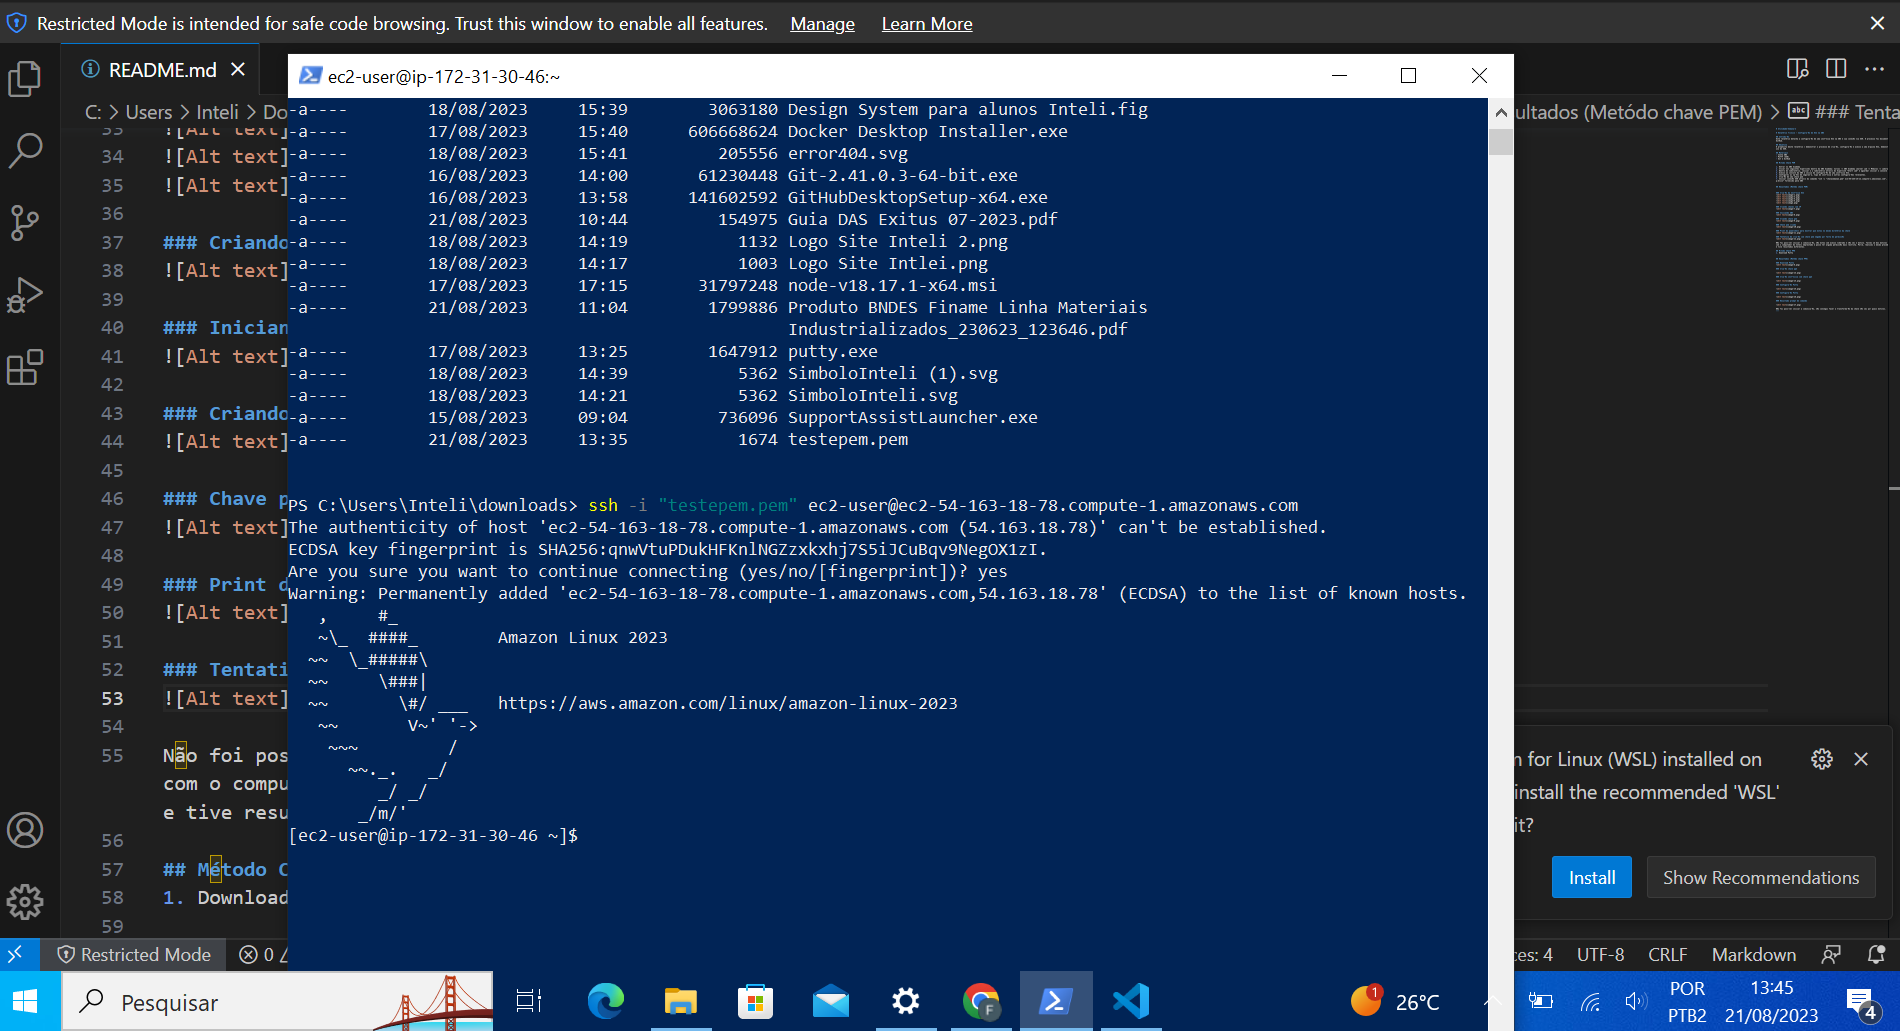 Restricted Mode is intended for safe code browsing. Trust this window to enable all features. Manage Learn More
README.md
C: > Users > Inteli > Do
ultados (Metódo chave PEM) > ### Tenta
ec2-user@ip-172-31-30-46:~
-a---- 18/08/2023 15:39 3063180 Design System para alunos Inteli.fig
-a---- 17/08/2023 15:40 606668624 Docker Desktop Installer.exe
-a---- 18/08/2023 15:41 205556 error404.svg
-a---- 16/08/2023 14:00 61230448 Git-2.41.0.3-64-bit.exe
-a---- 16/08/2023 13:58 141602592 GitHubDesktopSetup-x64.exe
-a---- 21/08/2023 10:44 154975 Guia DAS Exitus 07-2023.pdf
-a---- 18/08/2023 14:19 1132 Logo Site Inteli 2.png
-a---- 18/08/2023 14:17 1003 Logo Site Intlei.png
-a---- 17/08/2023 17:15 31797248 node-v18.17.1-x64.msi
-a---- 21/08/2023 11:04 1799886 Produto BNDES Finame Linha Materiais
Industrializados_230623_123646.pdf
-a---- 17/08/2023 13:25 1647912 putty.exe
-a---- 18/08/2023 14:39 5362 SimboloInteli (1).svg
-a---- 18/08/2023 14:21 5362 SimboloInteli.svg
-a---- 15/08/2023 09:04 736096 SupportAssistLauncher.exe
-a---- 21/08/2023 13:35 1674 testepem.pem
PS C:\Users\Inteli\downloads> ssh -i "testepem.pem" ec2-user@ec2-54-163-18-78.compute-1.amazonaws.com
The authenticity of host 'ec2-54-163-18-78.compute-1.amazonaws.com (54.163.18.78)' can't be established.
ECDSA key fingerprint is SHA256:qnwVtuPDukHFKnlNGZzxkxhj7S5iJCuBqv9NegOX1zI.
Are you sure you want to continue connecting (yes/no/[fingerprint])? yes
Warning: Permanently added 'ec2-54-163-18-78.compute-1.amazonaws.com,54.163.18.78' (ECDSA) to the list of known hosts.
   ,     #_
   ~\_  ####_        Amazon Linux 2023
  ~~  \_#####\
  ~~     \###|
  ~~       \#/ ___   https://aws.amazon.com/linux/amazon-linux-2023
   ~~       V~' '->
    ~~~         /
      ~~._.   _/
         _/ _/
       _/m/'
[ec2-user@ip-172-31-30-46 ~]$
33 ![Alt text]
34 ![Alt text]
35 ![Alt text]
36
37 ### Criando
38 ![Alt text]
39
40 ### Inician
41 ![Alt text]
42
43 ### Criando
44 ![Alt text]
45
46 ### Chave p
47 ![Alt text]
48
49 ### Print d
50 ![Alt text]
51
52 ### Tentati
53 ![Alt text]
54
55 Não foi pos
com o compu
e tive resu
56
57 ## Método C
58 1. Download
59
n for Linux (WSL) installed on
install the recommended 'WSL'
it?
Install Show Recommendations
Restricted Mode 0
ces: 4 UTF-8 CRLF Markdown
Pesquisar
F
1
26°C
POR
PTB2
13:45
21/08/2023
4